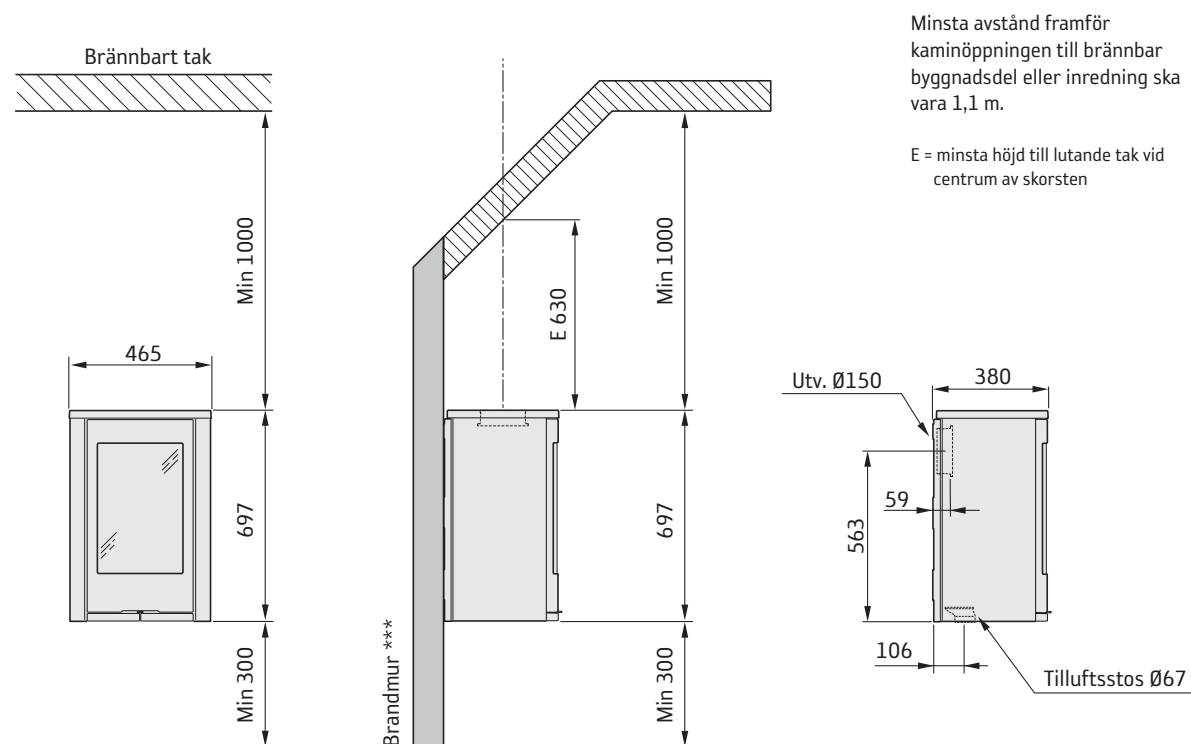 Minsta avstånd framför
kaminöppningen till brännbar
byggnadsdel eller inredning ska
vara 1,1 m.
E = minsta höjd till lutande tak vid
centrum av skorsten
Brännbart tak
Min 1000
465
697
Min 300
E 630
Min 1000
697
Brandmur ***
Min 300
Utv. Ø150
380
59
563
106
Tilluftsstos Ø67